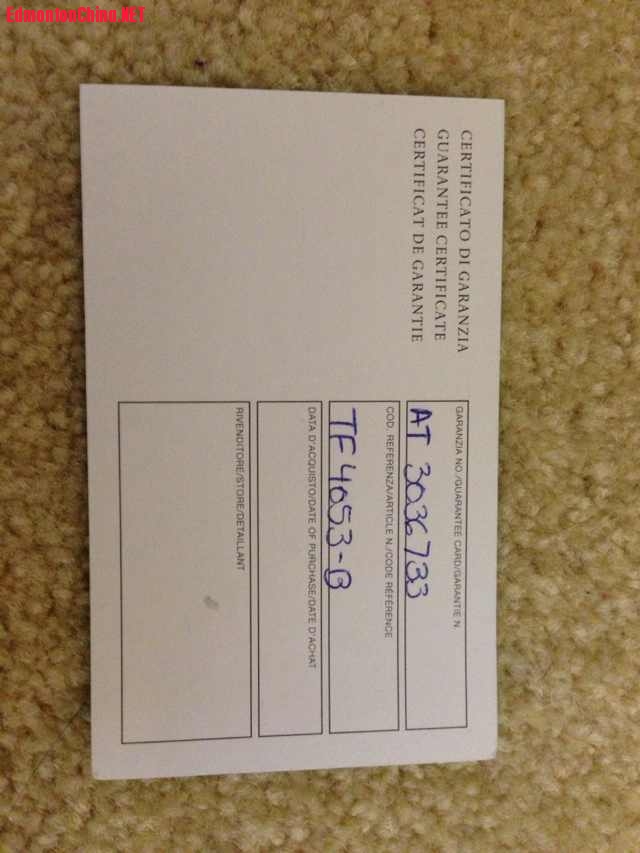 EdmontonChina.NET
CERTIFICATO DI GARANZIA
GUARANTEE CERTIFICATE
CERTIFICAT DE GARANTIE
GARANZIA NO./GUARANTEE CARD/GARANTIE N.
AT 3036733
COD. REFERENZA/ARTICLE N./CODE RÉFÉRENCE
TF4053-B
DATA D'ACQUISTO/DATE OF PURCHASE/DATE D'ACHAT
RIVENDITORE/STORE/DETAILLANT